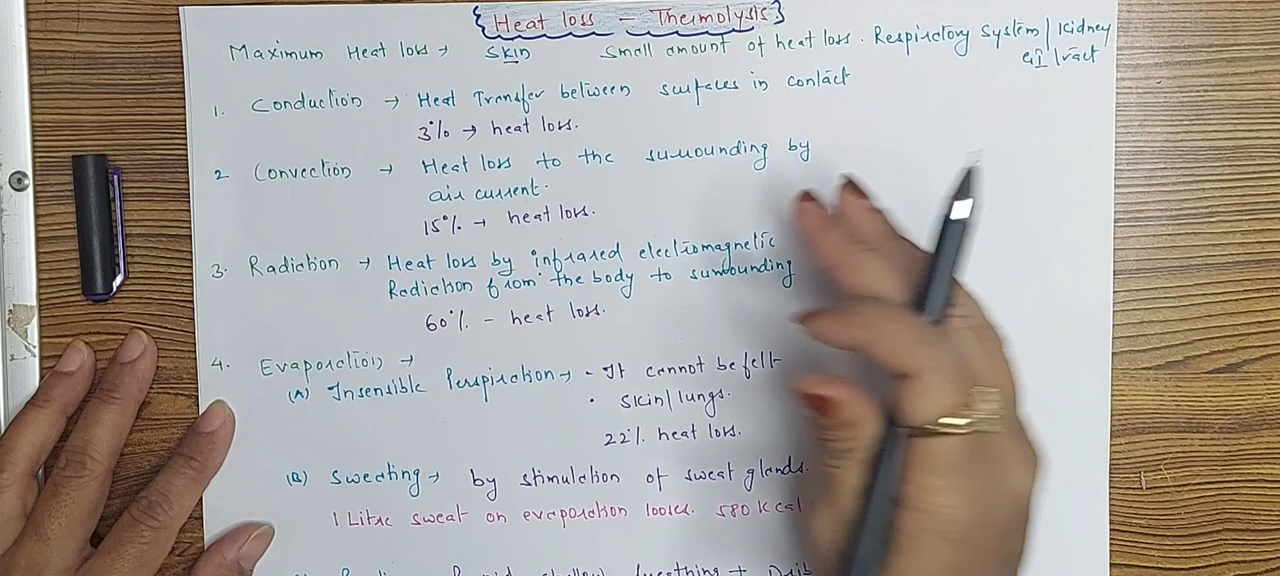 {Heat loss - Thermolysis}
Maximum Heat loss → Skin Small amount of heat loss. Respiratory System / Kidney
GI tract
1. Conduction → Heat Transfer between surfaces in contact
3% → heat loss.
2 Convection → Heat loss to the surrounding by
air current.
15% → heat loss.
3. Radiation → Heat loss by infrared electromagnetic
Radiation from the body to surrounding
60% - heat loss.
4. Evaporation →
(A) Insensible Perspiration → - It cannot be felt
• Skin/lungs.
22% heat loss.
(B) Sweating → by stimulation of sweat glands.
1 Litre sweat on evaporation looses. 580 Kcal
Rapid shallow breathing +